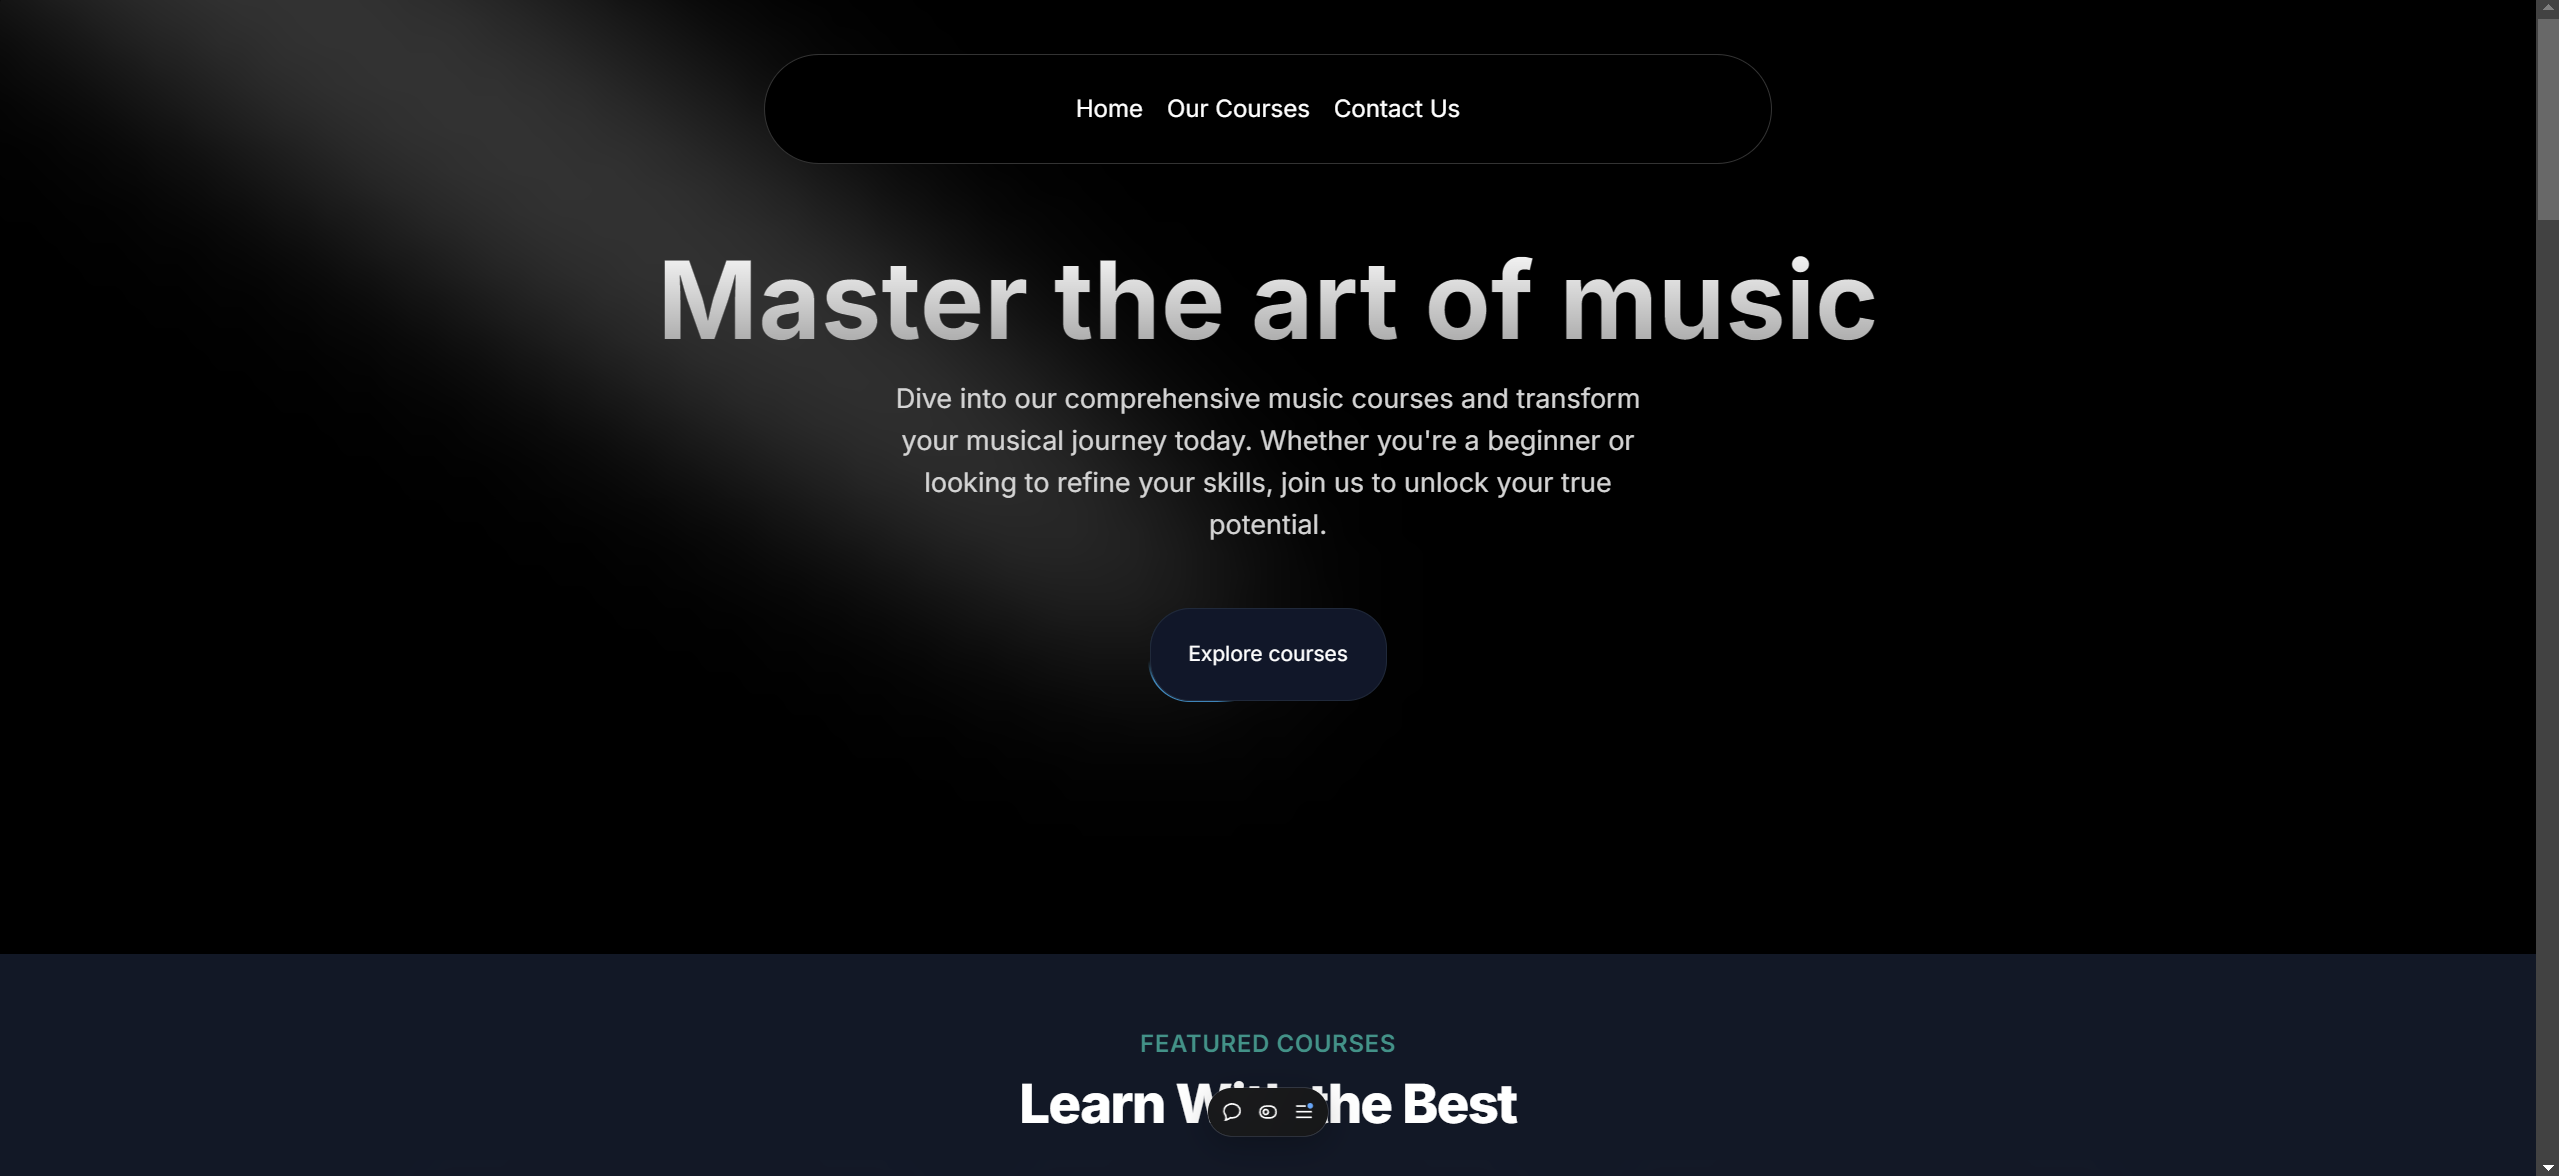 Home Our Courses Contact Us
Master the art of music
Dive into our comprehensive music courses and transform
your musical journey today. Whether you're a beginner or
looking to refine your skills, join us to unlock your true
potential.
Explore courses
FEATURED COURSES
Learn With the Best